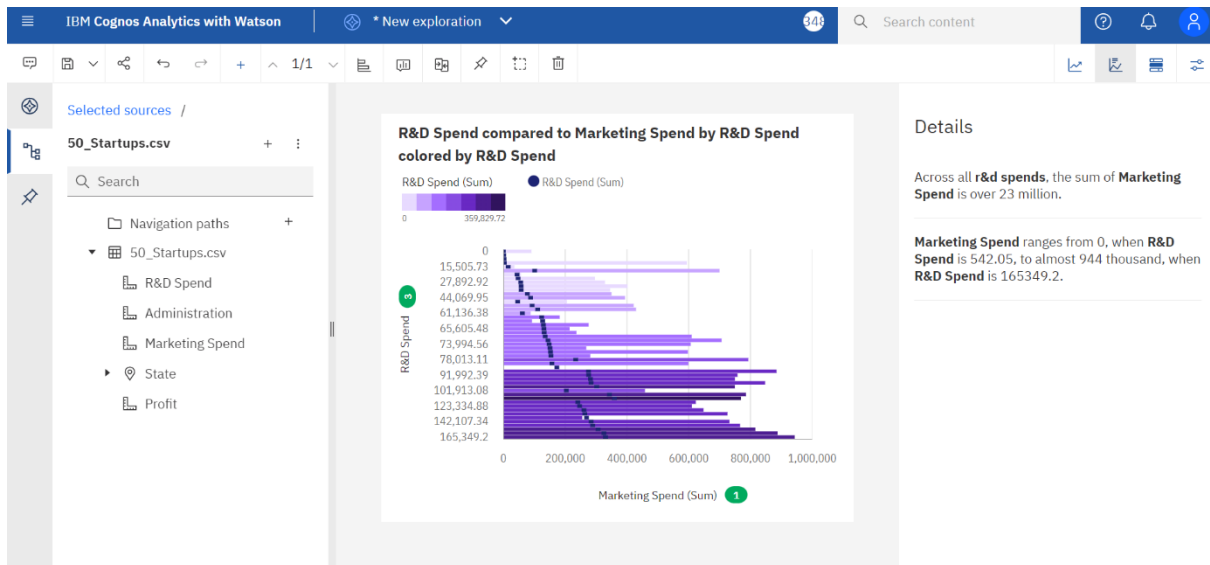 IBM Cognos Analytics with Watson
* New exploration
348
Search content
1/1
Selected sources /
50_Startups.csv
Search
Navigation paths
50_Startups.csv
R&D Spend
Administration
Marketing Spend
State
Profit
R&D Spend compared to Marketing Spend by R&D Spend
colored by R&D Spend
R&D Spend (Sum)
R&D Spend (Sum)
0
359,829.72
R&D Spend
3
0
15,505.73
27,892.92
44,069.95
61,136.38
65,605.48
73,994.56
78,013.11
91,992.39
101,913.08
123,334.88
142,107.34
165,349.2
0 200,000 400,000 600,000 800,000 1,000,000
Marketing Spend (Sum) 1
Details
Across all r&d spends, the sum of Marketing
Spend is over 23 million.
Marketing Spend ranges from 0, when R&D
Spend is 542.05, to almost 944 thousand, when
R&D Spend is 165349.2.